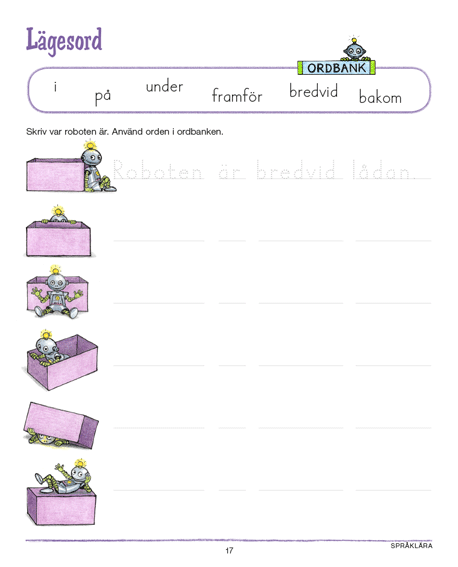 Lägesord
ORDBANK
i på under framför bredvid bakom
Skriv var roboten är. Använd orden i ordbanken.
Roboten är bredvid lådan
17
SPRÅKLÄRA